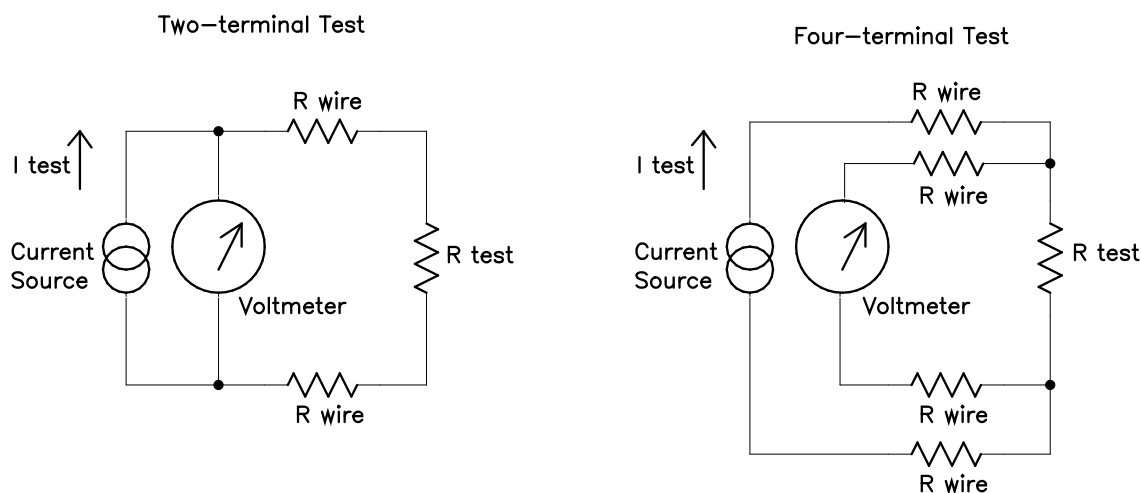 Two-terminal Test
R wire
I test
Current
Source
Voltmeter
R test
R wire
Four-terminal Test
R wire
I test
R wire
Current
Source
Voltmeter
R test
R wire
R wire